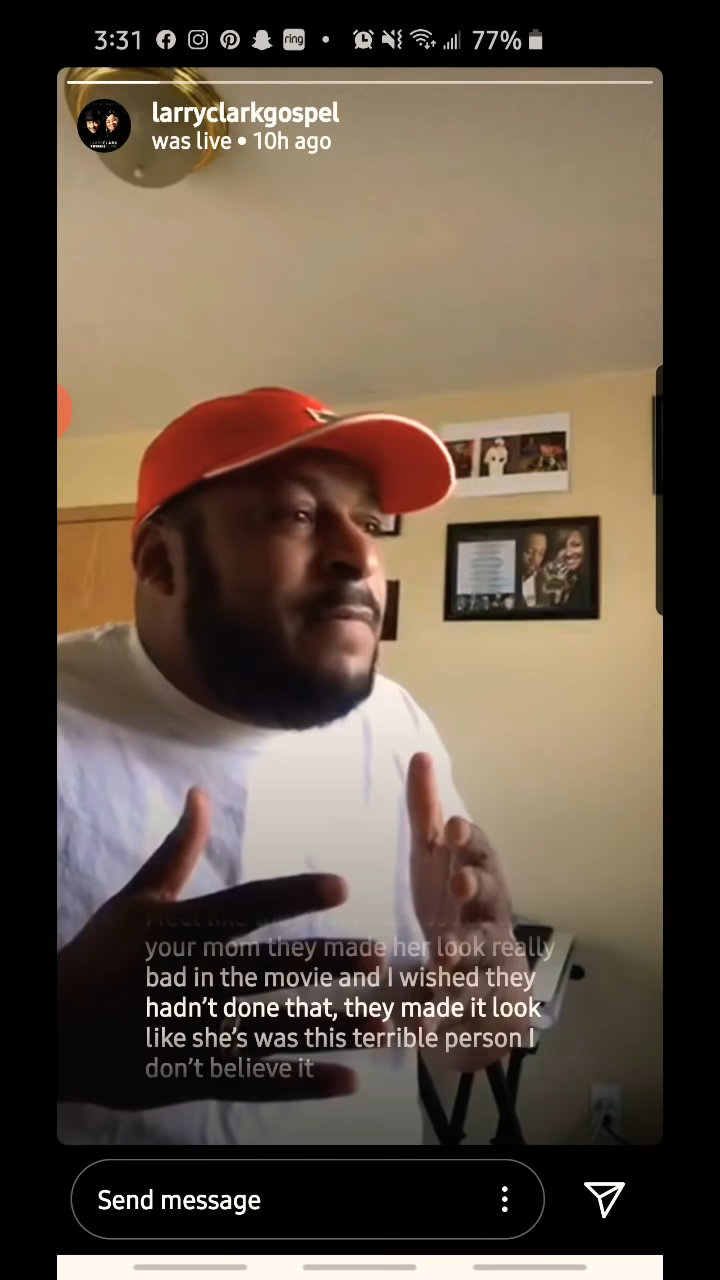 3:31 ring 77%
larryclarkgospel
was live • 10h ago
your mom they made her look really
bad in the movie and I wished they
hadn't done that, they made it look
like she's was this terrible person I
don't believe it
Send message